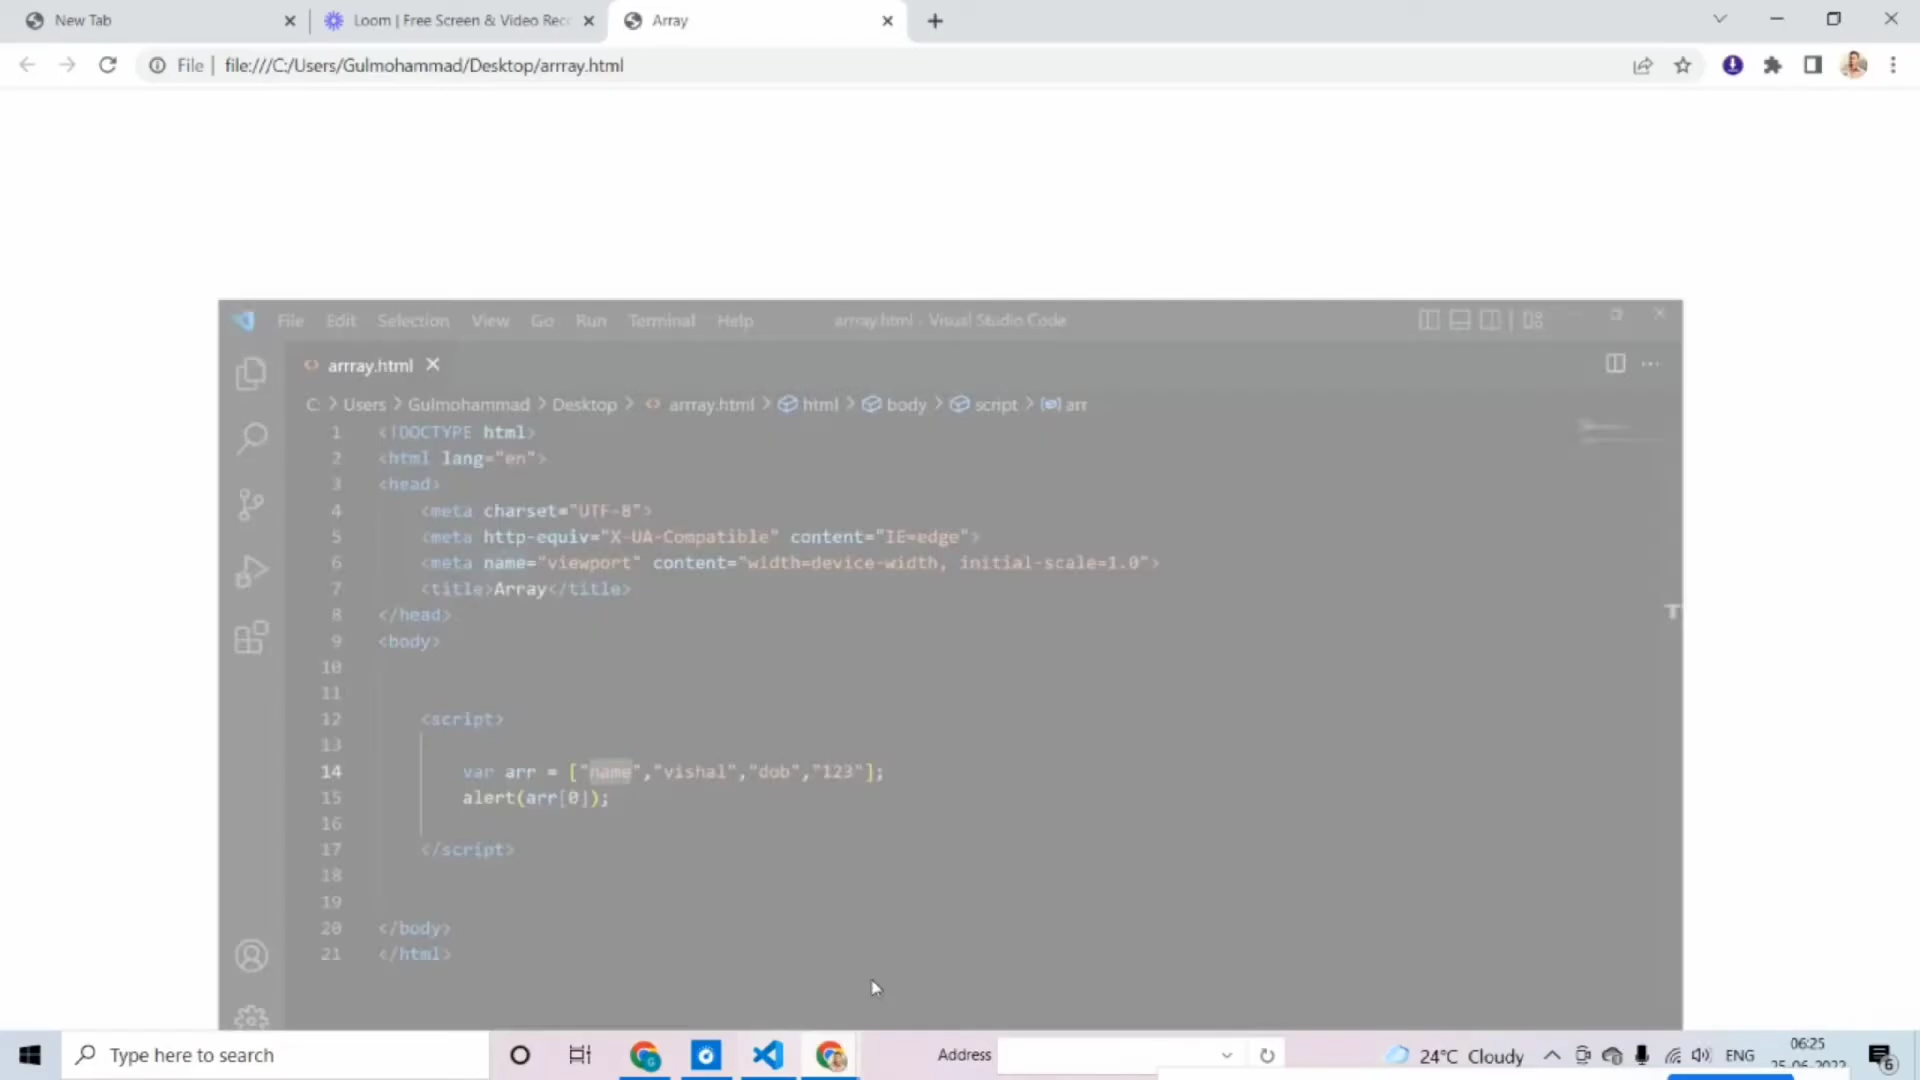 New Tab
Loom | Free Screen & Video Rec
Array
File
file:///C:/Users/Gulmohammad/Desktop/arrray.html
File Edit Selection View Go Run Terminal Help
arrray.html - Visual Studio Code
arrray.html
C: > Users > Gulmohammad > Desktop > arrray.html > html > body > script > arr
1 <!DOCTYPE html>
2 <html lang="en">
3 <head>
4 <meta charset="UTF-8">
5 <meta http-equiv="X-UA-Compatible" content="IE=edge">
6 <meta name="viewport" content="width=device-width, initial-scale=1.0">
7 <title>Array</title>
8 </head>
9 <body>
10
11
12 <script>
13
14 var arr = ["name","vishal","dob","123"];
15 alert(arr[0]);
16
17 </script>
18
19
20 </body>
21 </html>
Type here to search
Address
24°C Cloudy
ENG
06:25
25-06-2022
6